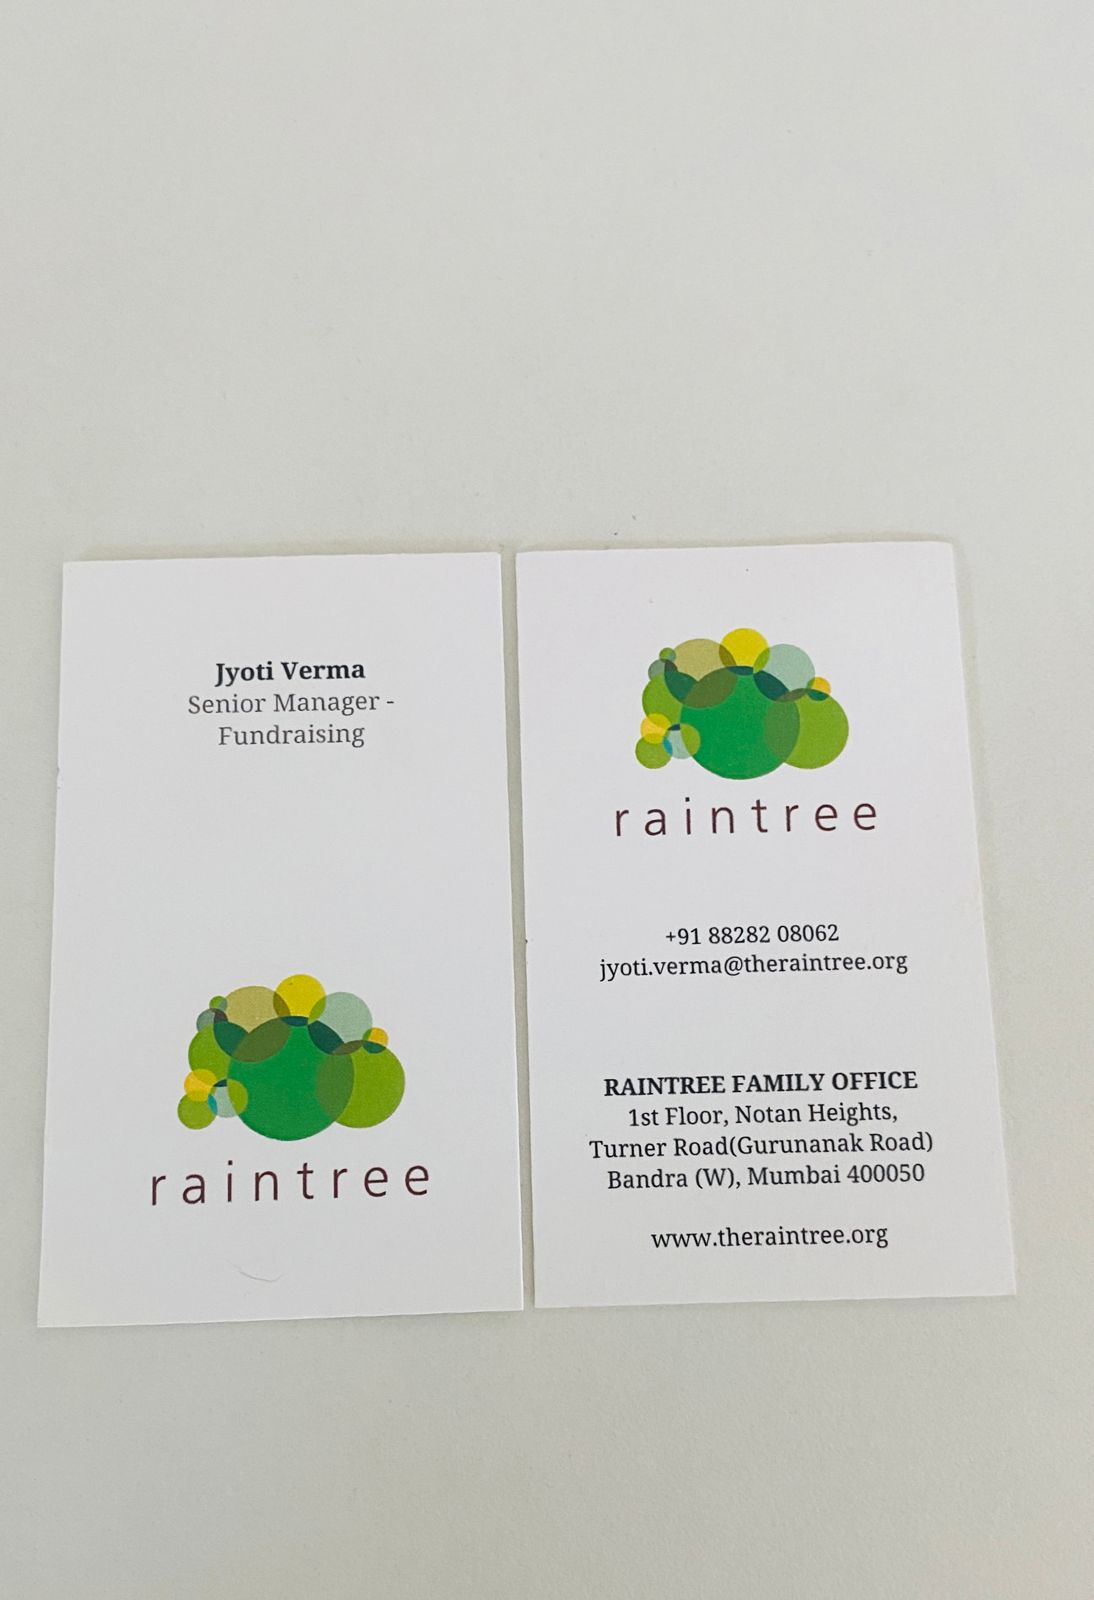 Jyoti Verma
Senior Manager -
Fundraising
raintree
raintree
+91 88282 08062
jyoti.verma@theraintree.org
RAINTREE FAMILY OFFICE
1st Floor, Notan Heights,
Turner Road(Gurunanak Road)
Bandra (W), Mumbai 400050
www.theraintree.org